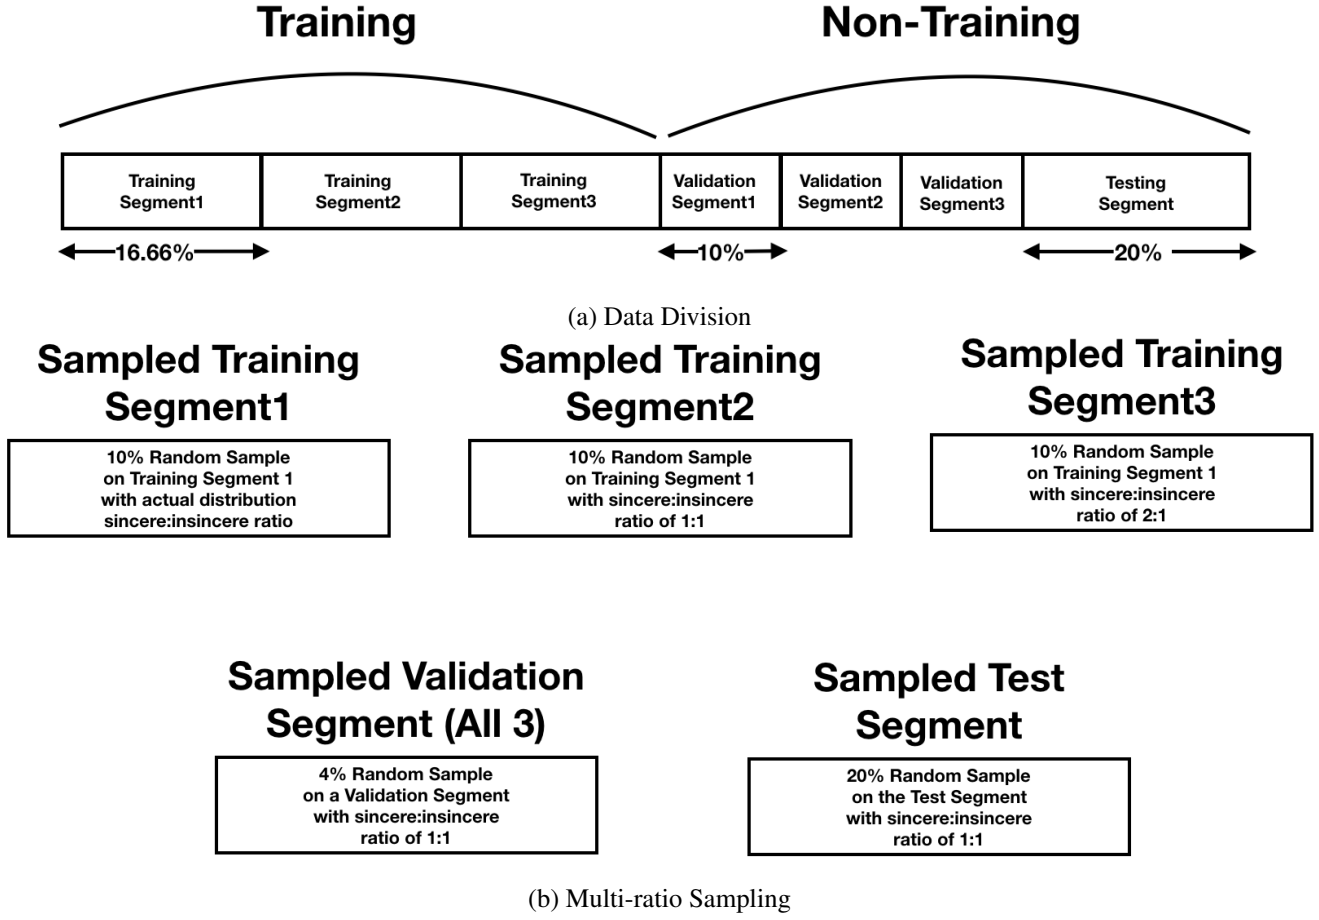 Training
Non-Training
Training
Segment1
Training
Segment2
Training
Segment3
Validation
Segment1
Validation
Segment2
Validation
Segment3
Testing
Segment
16.66%
10%
20%
(a) Data Division
Sampled Training
Segment1
10% Random Sample
on Training Segment 1
with actual distribution
sincere:insincere ratio
Sampled Training
Segment2
10% Random Sample
on Training Segment 1
with sincere:insincere
ratio of 1:1
Sampled Training
Segment3
10% Random Sample
on Training Segment 1
with sincere:insincere
ratio of 2:1
Sampled Validation
Segment (All 3)
4% Random Sample
on a Validation Segment
with sincere:insincere
ratio of 1:1
Sampled Test
Segment
20% Random Sample
on the Test Segment
with sincere:insincere
ratio of 1:1
(b) Multi-ratio Sampling